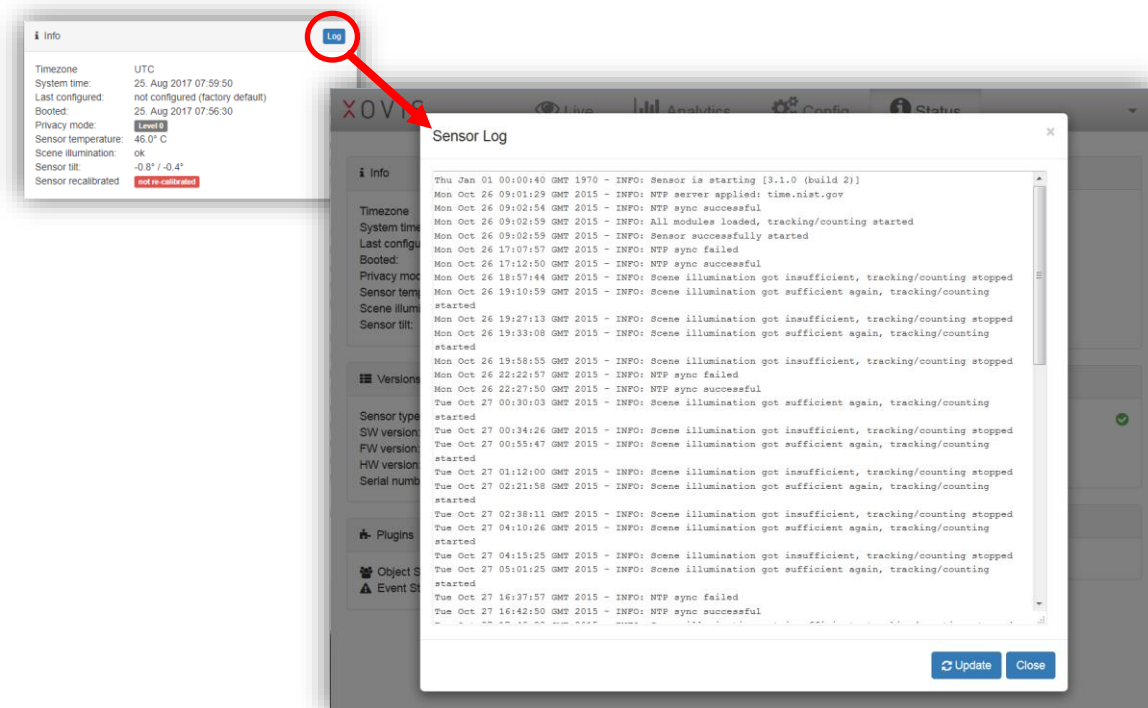 Info
Log
Timezone UTC
System time: 25. Aug 2017 07:59:50
Last configured: not configured (factory default)
Booted: 25. Aug 2017 07:56:30
Privacy mode: Level 0
Sensor temperature: 46.0° C
Scene illumination: ok
Sensor tilt: -0.8° / -0.4°
Sensor recalibrated not re-calibrated
XOVIS Live Analytics Config Status
Sensor Log ×
Info
Timezone
System time
Last configu
Booted:
Privacy mod
Sensor temp
Scene illumi
Sensor tilt:
Versions
Sensor type
SW version:
FW version:
HW version:
Serial numb
Plugins
Object S
Event St
Thu Jan 01 00:00:40 GMT 1970 - INFO: Sensor is starting [3.1.0 (build 2)]
Mon Oct 26 09:01:29 GMT 2015 - INFO: NTP server applied: time.nist.gov
Mon Oct 26 09:02:54 GMT 2015 - INFO: NTP sync successful
Mon Oct 26 09:02:59 GMT 2015 - INFO: All modules loaded, tracking/counting started
Mon Oct 26 09:02:59 GMT 2015 - INFO: Sensor successfully started
Mon Oct 26 17:07:57 GMT 2015 - INFO: NTP sync failed
Mon Oct 26 17:12:50 GMT 2015 - INFO: NTP sync successful
Mon Oct 26 18:57:44 GMT 2015 - INFO: Scene illumination got insufficient, tracking/counting stopped
Mon Oct 26 19:10:59 GMT 2015 - INFO: Scene illumination got sufficient again, tracking/counting
started
Mon Oct 26 19:27:13 GMT 2015 - INFO: Scene illumination got insufficient, tracking/counting stopped
Mon Oct 26 19:33:08 GMT 2015 - INFO: Scene illumination got sufficient again, tracking/counting
started
Mon Oct 26 19:58:55 GMT 2015 - INFO: Scene illumination got insufficient, tracking/counting stopped
Mon Oct 26 22:22:57 GMT 2015 - INFO: NTP sync failed
Mon Oct 26 22:27:50 GMT 2015 - INFO: NTP sync successful
Tue Oct 27 00:30:03 GMT 2015 - INFO: Scene illumination got sufficient again, tracking/counting
started
Tue Oct 27 00:34:26 GMT 2015 - INFO: Scene illumination got insufficient, tracking/counting stopped
Tue Oct 27 00:55:47 GMT 2015 - INFO: Scene illumination got sufficient again, tracking/counting
started
Tue Oct 27 01:12:00 GMT 2015 - INFO: Scene illumination got insufficient, tracking/counting stopped
Tue Oct 27 02:21:58 GMT 2015 - INFO: Scene illumination got sufficient again, tracking/counting
started
Tue Oct 27 02:38:11 GMT 2015 - INFO: Scene illumination got insufficient, tracking/counting stopped
Tue Oct 27 04:10:26 GMT 2015 - INFO: Scene illumination got sufficient again, tracking/counting
started
Tue Oct 27 04:15:25 GMT 2015 - INFO: Scene illumination got insufficient, tracking/counting stopped
Tue Oct 27 05:01:25 GMT 2015 - INFO: Scene illumination got sufficient again, tracking/counting
started
Tue Oct 27 16:37:57 GMT 2015 - INFO: NTP sync failed
Tue Oct 27 16:42:50 GMT 2015 - INFO: NTP sync successful
Update Close